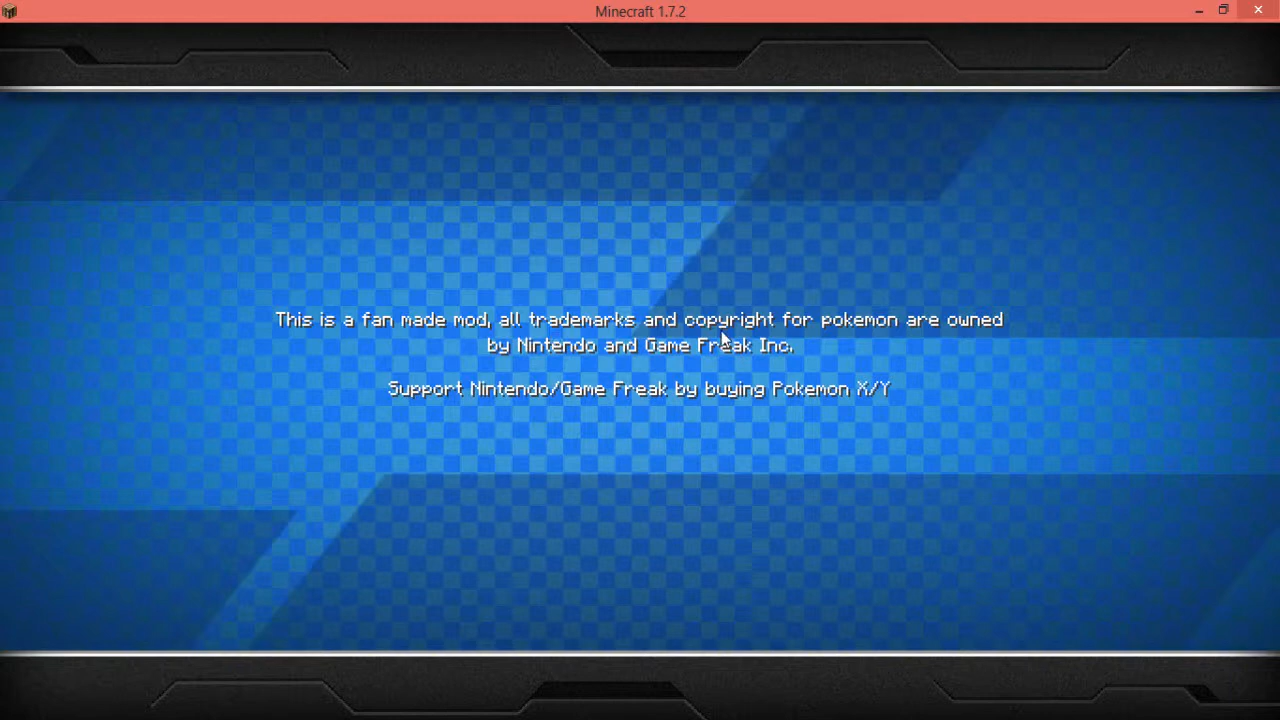 Minecraft 1.7.2
This is a fan made mod, all trademarks and copyright for pokemon are owned
by Nintendo and Game Freak Inc.
Support Nintendo/Game Freak by buying Pokemon X/Y